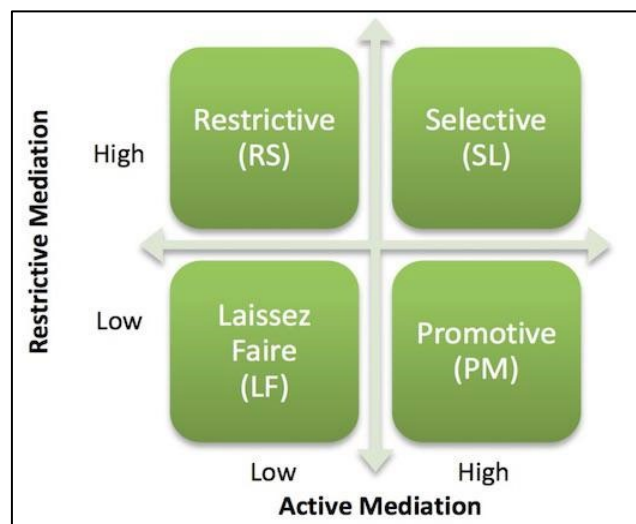 Restrictive Mediation
High
Low
Restrictive
(RS)
Selective
(SL)
Laissez
Faire
(LF)
Promotive
(PM)
Low
High
Active Mediation